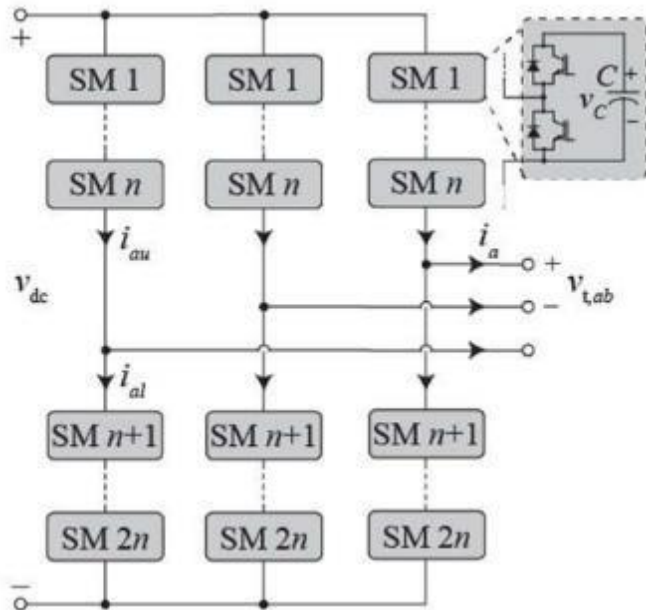 +
SM 1 SM 1 SM 1
C +
v_C
−
SM n SM n SM n
i_au i_a
v_dc + v_t,ab
−
i_al
SM n+1 SM n+1 SM n+1
SM 2n SM 2n SM 2n
−